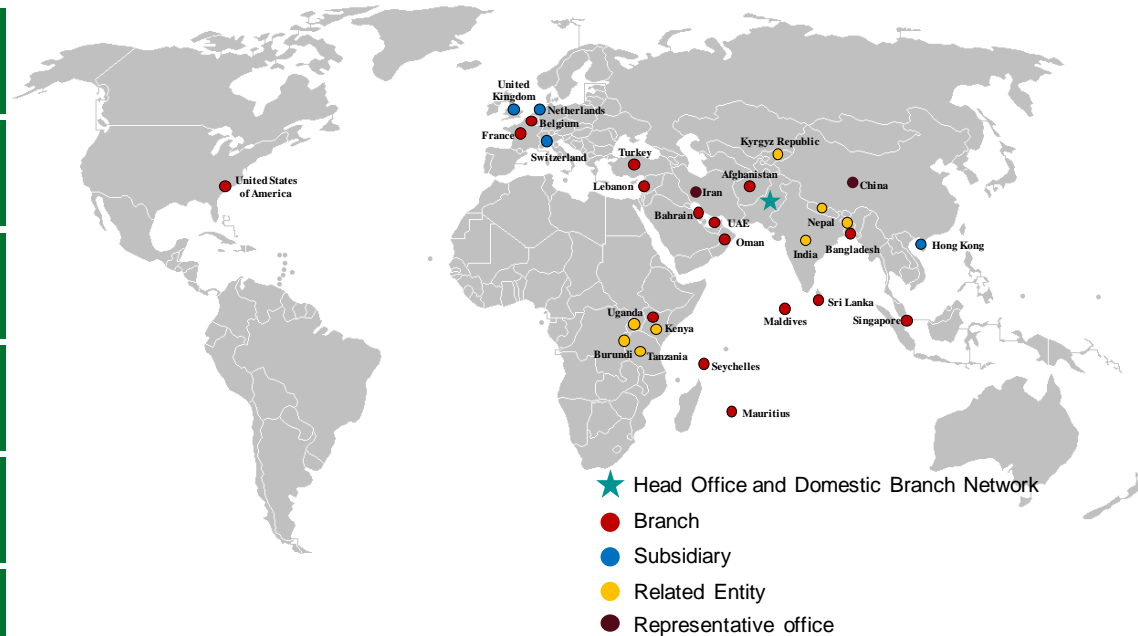 United
Kingdom
Netherlands
Belgium
France
Switzerland
Turkey
Kyrgyz Republic
Afghanistan
United States
of America
Lebanon
Iran
China
Bahrain
UAE
Nepal
Oman
India
Bangladesh
Hong Kong
Sri Lanka
Maldives
Singapore
Uganda
Kenya
Burundi
Tanzania
Seychelles
Mauritius
Head Office and Domestic Branch Network
Branch
Subsidiary
Related Entity
Representative office